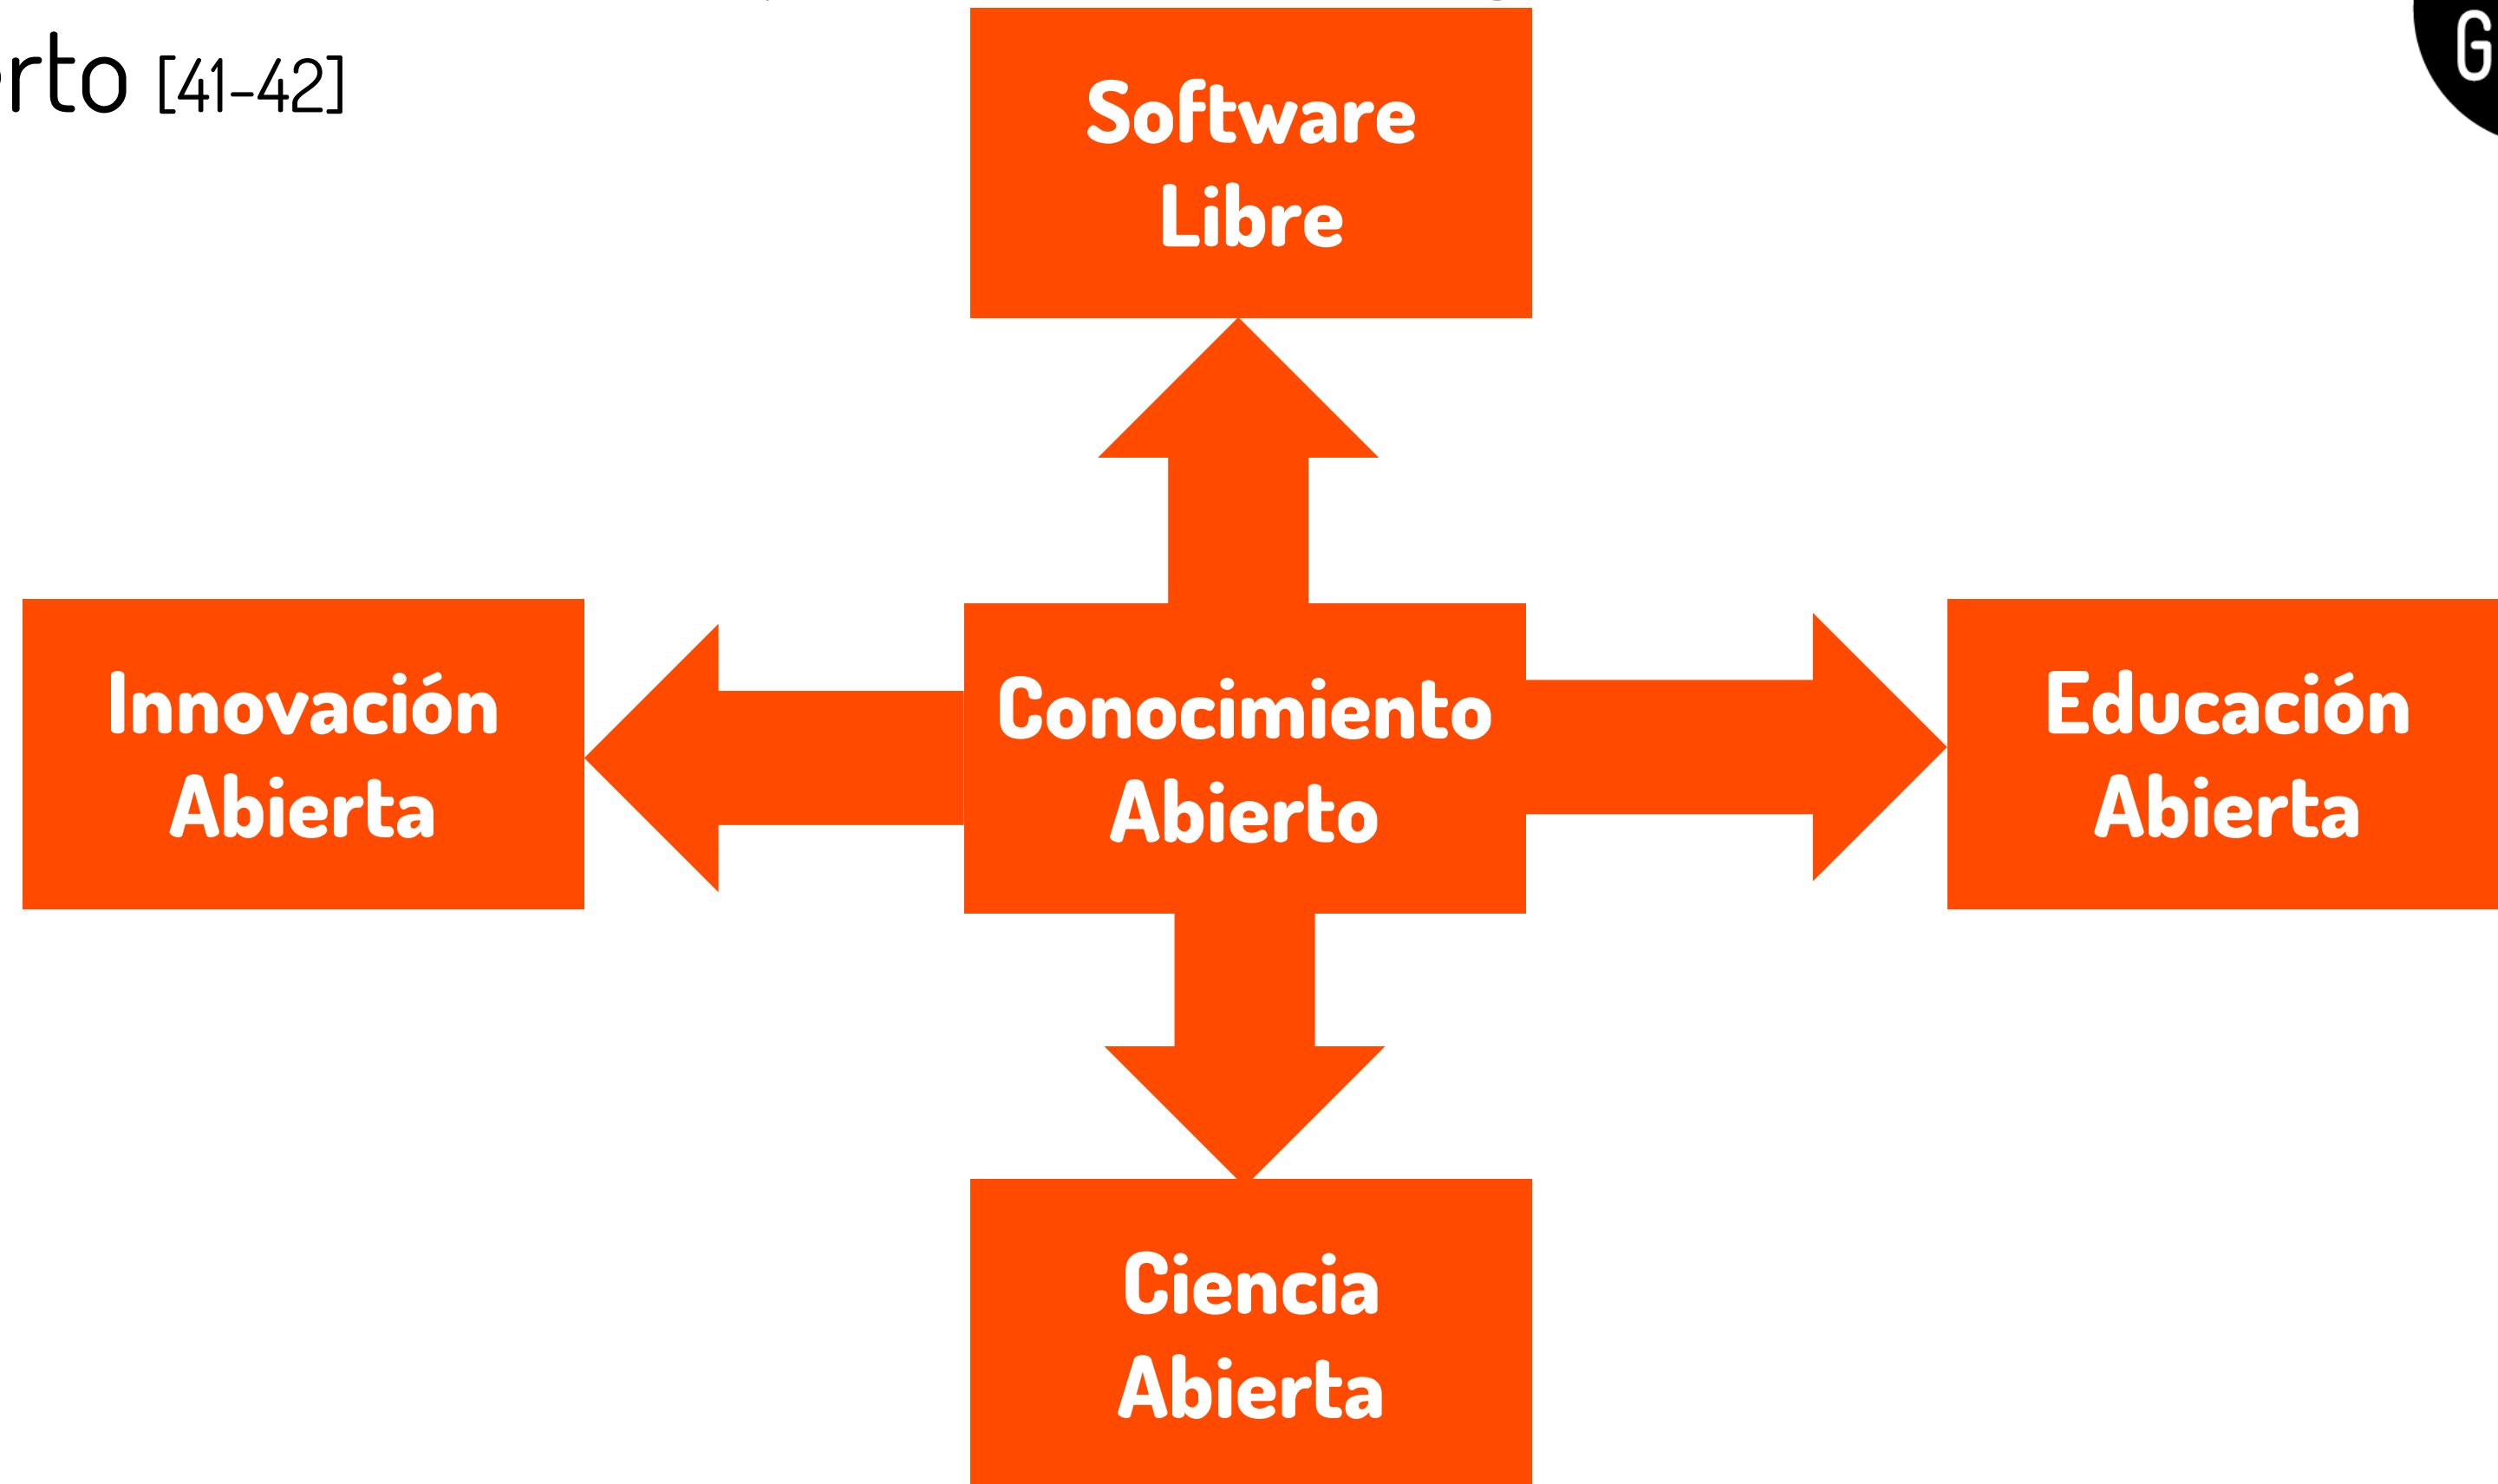 rto [41-42]
G
Software
Libre
Innovación
Abierta
Conocimiento
Abierto
Educación
Abierta
Ciencia
Abierta